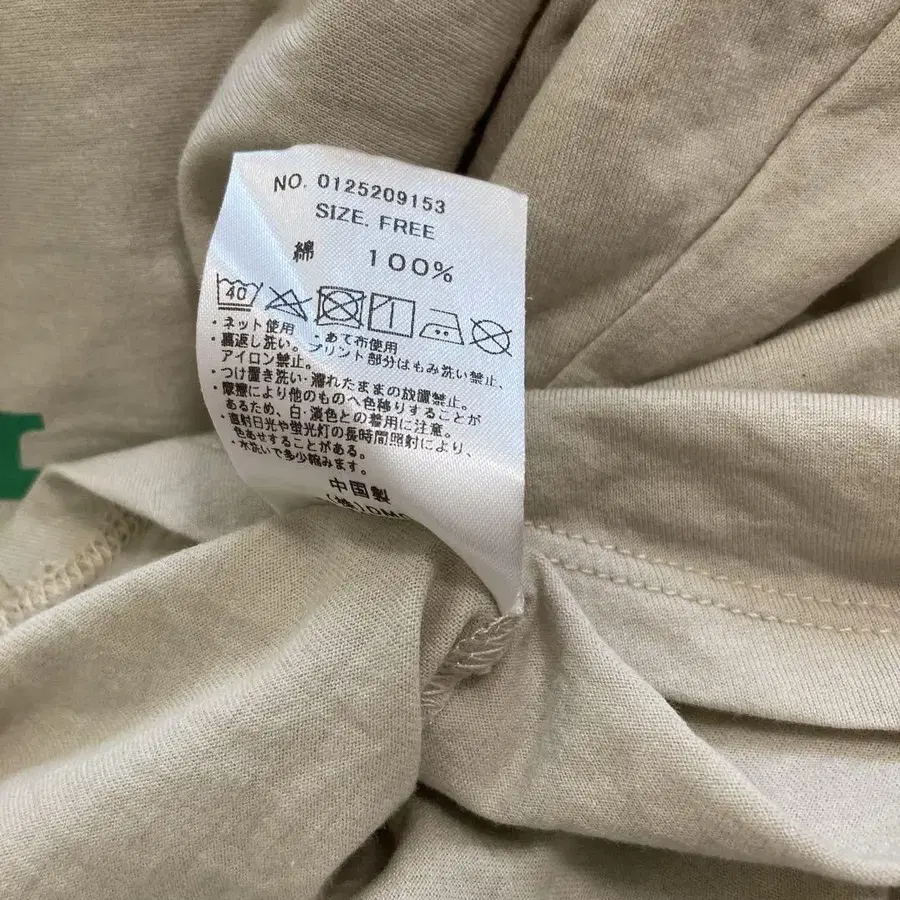 NO. 0125209153
SIZE. FREE
綿 100%
40
・ネット使用 ・あて布使用
・裏返し洗い・プリント部分はもみ洗い禁止、
アイロン禁止。
・つけ置き洗い・濡れたままの放置禁止。
・摩擦により他のものへ色移りすることが
あるため、白・淡色との着用に注意。
・直射日光や蛍光灯の長時間照射により、
色あせすることがある。
・水洗いで多少縮みます。
中国製
(株)DMC